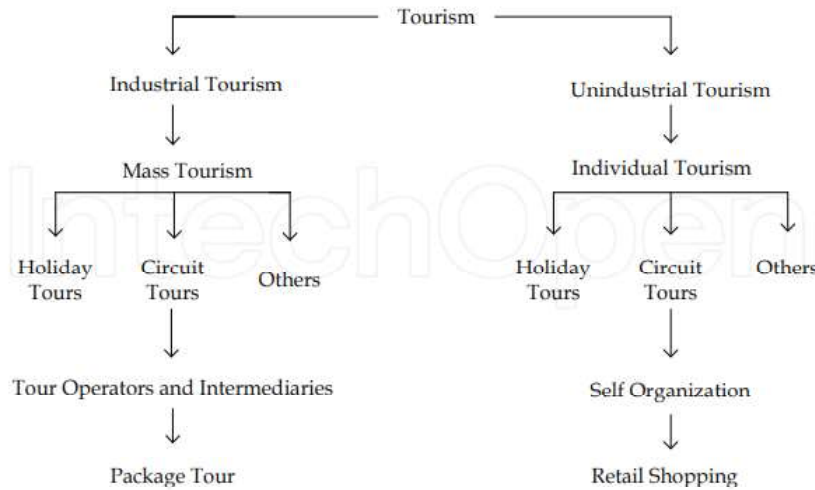 Tourism
Industrial Tourism
Unindustrial Tourism
Mass Tourism
Individual Tourism
IntechOpen
Holiday
Tours
Circuit
Tours
Others
Holiday
Tours
Circuit
Tours
Others
Tour Operators and Intermediaries
Self Organization
Package Tour
Retail Shopping